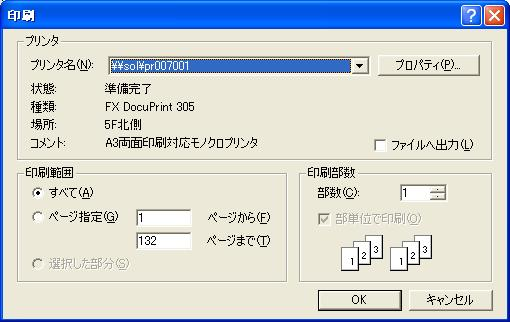 印刷
プリンタ
プリンタ名(N): ¥¥sol¥pr007001 プロパティ(P)...
状態: 準備完了
種類: FX DocuPrint 305
場所: 5F北側
コメント: A3両面印刷対応モノクロプリンタ ファイルへ出力(L)
印刷範囲
すべて(A)
ページ指定(G) 1 ページから(F)
132 ページまで(T)
選択した部分(S)
印刷部数
部数(C): 1
部単位で印刷(O)
1 2 3 1 2 3
OK キャンセル